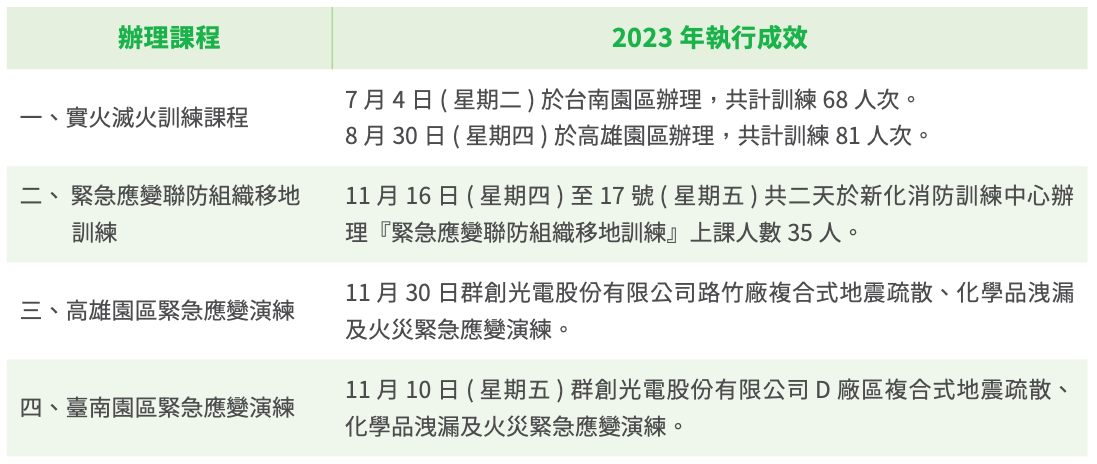 辦理課程
2023 年執行成效
一、實火滅火訓練課程
7 月 4 日 ( 星期二 ) 於台南園區辦理，共計訓練 68 人次。
8 月 30 日 ( 星期四 ) 於高雄園區辦理，共計訓練 81 人次。
二、 緊急應變聯防組織移地
訓練
11 月 16 日 ( 星期四 ) 至 17 號 ( 星期五 ) 共二天於新化消防訓練中心辦
理『緊急應變聯防組織移地訓練』上課人數 35 人。
三、高雄園區緊急應變演練
11 月 30 日群創光電股份有限公司路竹廠複合式地震疏散、化學品洩漏
及火災緊急應變演練。
四、臺南園區緊急應變演練
11 月 10 日 ( 星期五 ) 群創光電股份有限公司 D 廠區複合式地震疏散、
化學品洩漏及火災緊急應變演練。